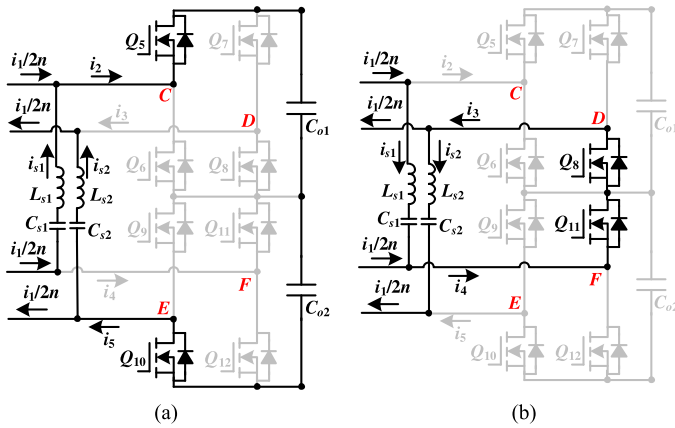 Q5 Q7
i1/2n i2
C
i1/2n i3 D
Co1
is1 is2
Q6 Q8
Ls1 Ls2
Cs1 Cs2
Q9 Q11
i1/2n
i4 F
i1/2n E
Co2
i5
Q10 Q12
(a)
Q5 Q7
i1/2n i2
C
i1/2n i3 D
Co1
is1 is2
Q6 Q8
Ls1 Ls2
Cs1 Cs2
Q9 Q11
i1/2n
i4 F
i1/2n E
Co2
i5
Q10 Q12
(b)